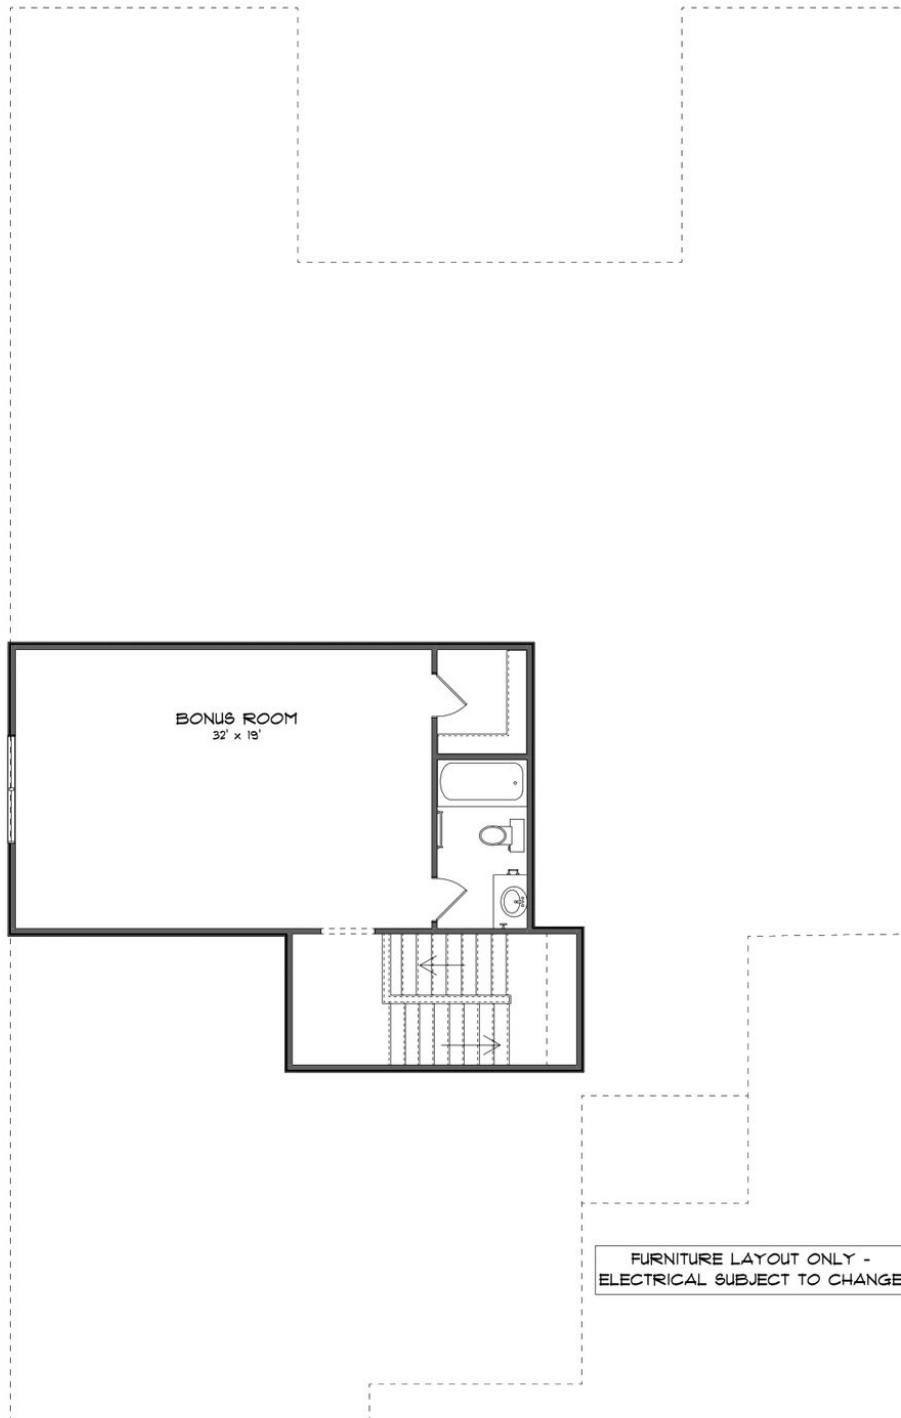 BONUS ROOM
32' x 19'
FURNITURE LAYOUT ONLY -
ELECTRICAL SUBJECT TO CHANGE